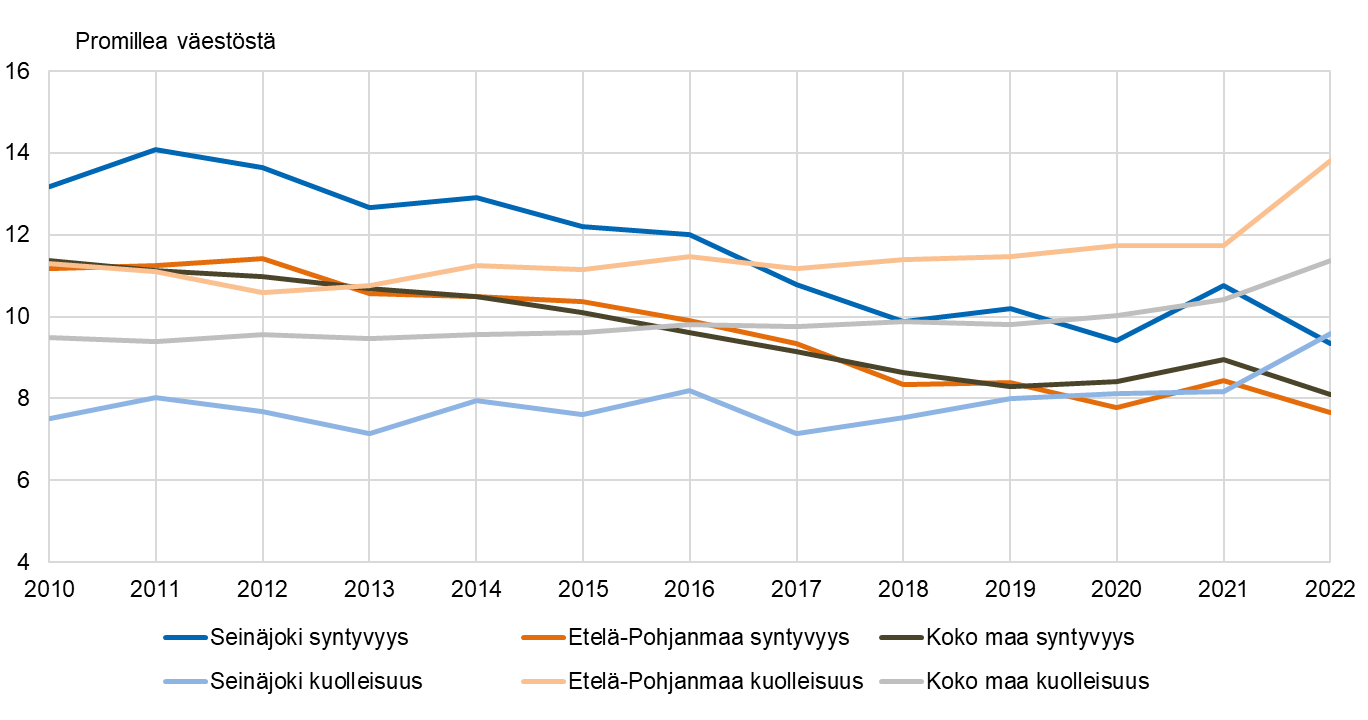 Promillea väestöstä
16
14
12
10
8
6
4
2010 2011 2012 2013 2014 2015 2016 2017 2018 2019 2020 2021 2022
Seinäjoki syntyvyys Etelä-Pohjanmaa syntyvyys Koko maa syntyvyys
Seinäjoki kuolleisuus Etelä-Pohjanmaa kuolleisuus Koko maa kuolleisuus